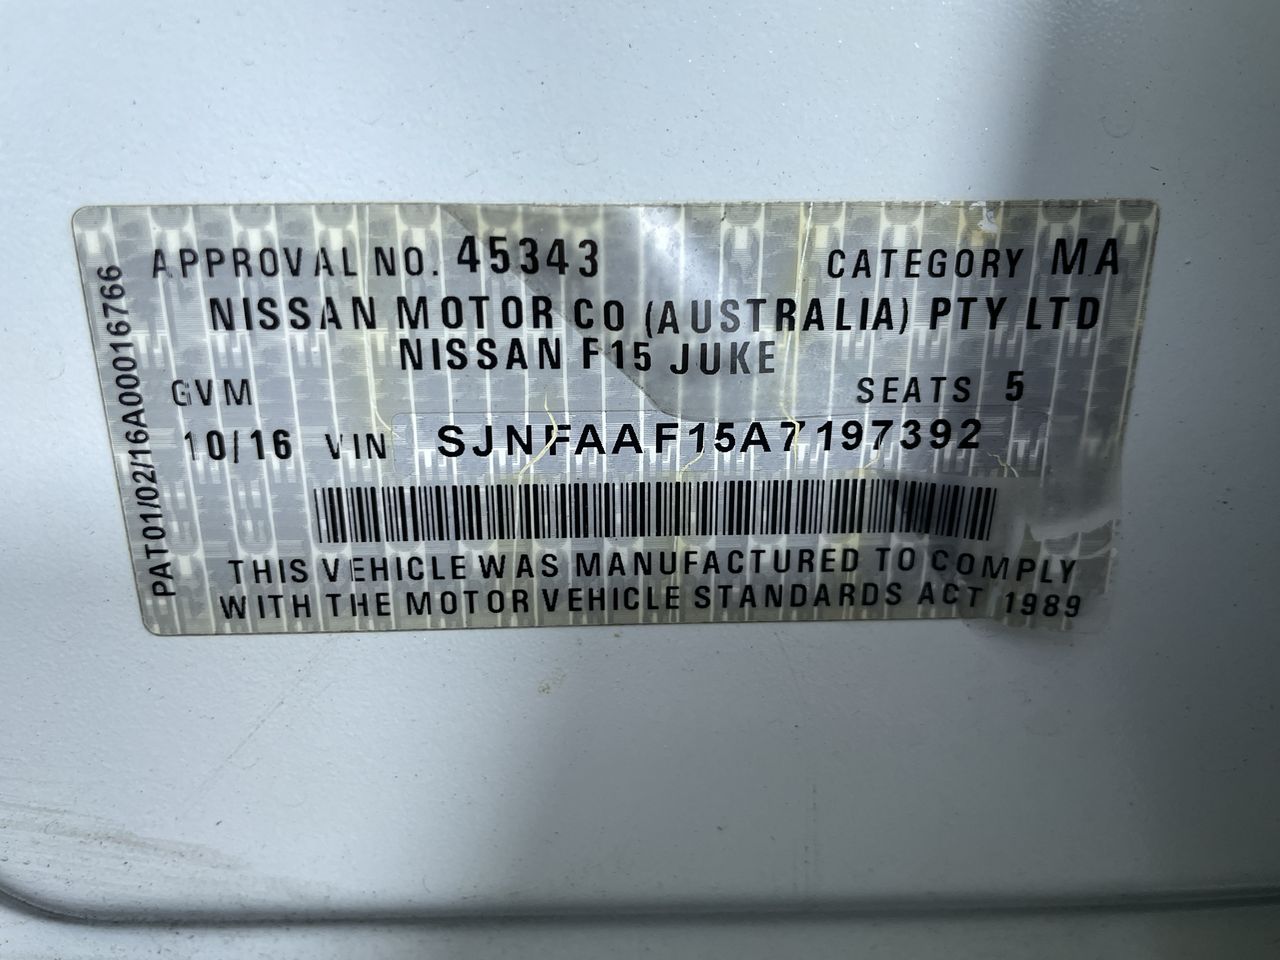 APPROVAL NO. 45343 CATEGORY MA
NISSAN MOTOR CO (AUSTRALIA) PTY LTD
NISSAN F15 JUKE
GVM SEATS 5
10/16 VIN SJNFAAF15A7197392
THIS VEHICLE WAS MANUFACTURED TO COMPLY
WITH THE MOTOR VEHICLE STANDARDS ACT 1989
PAT01/02/16A00016766